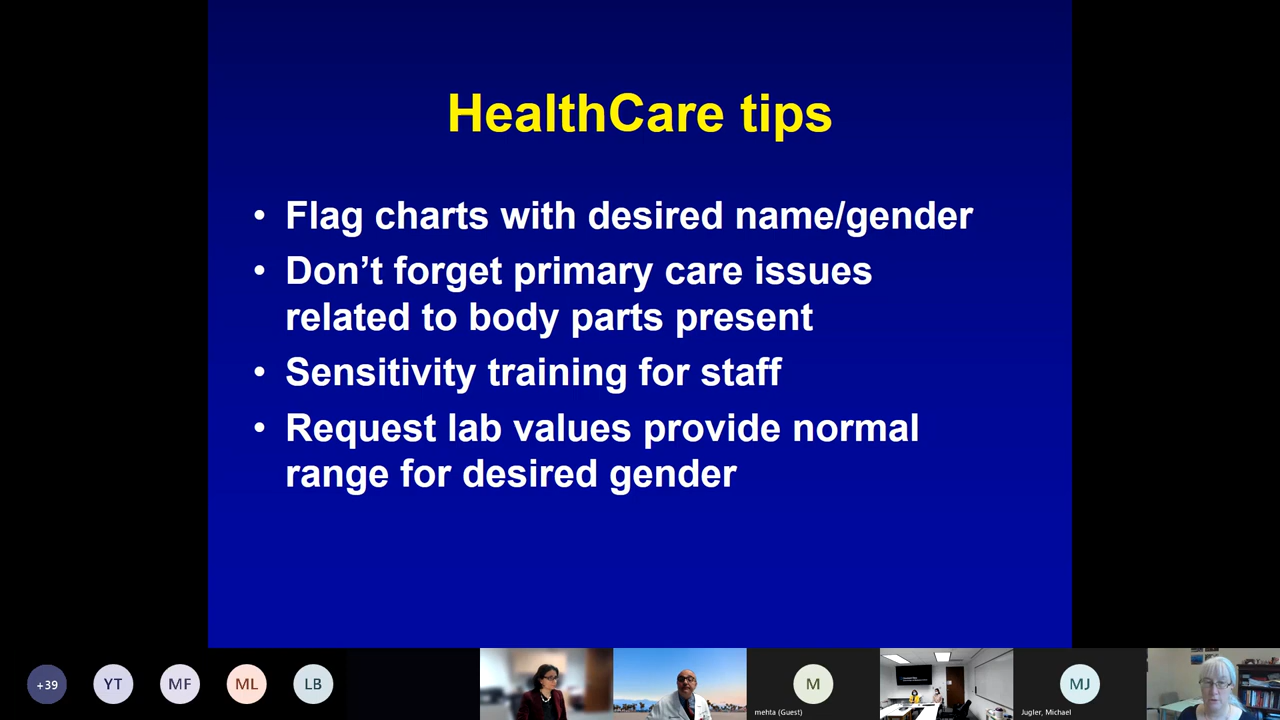 HealthCare tips
• Flag charts with desired name/gender
• Don’t forget primary care issues
related to body parts present
• Sensitivity training for staff
• Request lab values provide normal
range for desired gender
+39
YT
MF
ML
LB
M
mehta (Guest)
MJ
Jugler, Michael